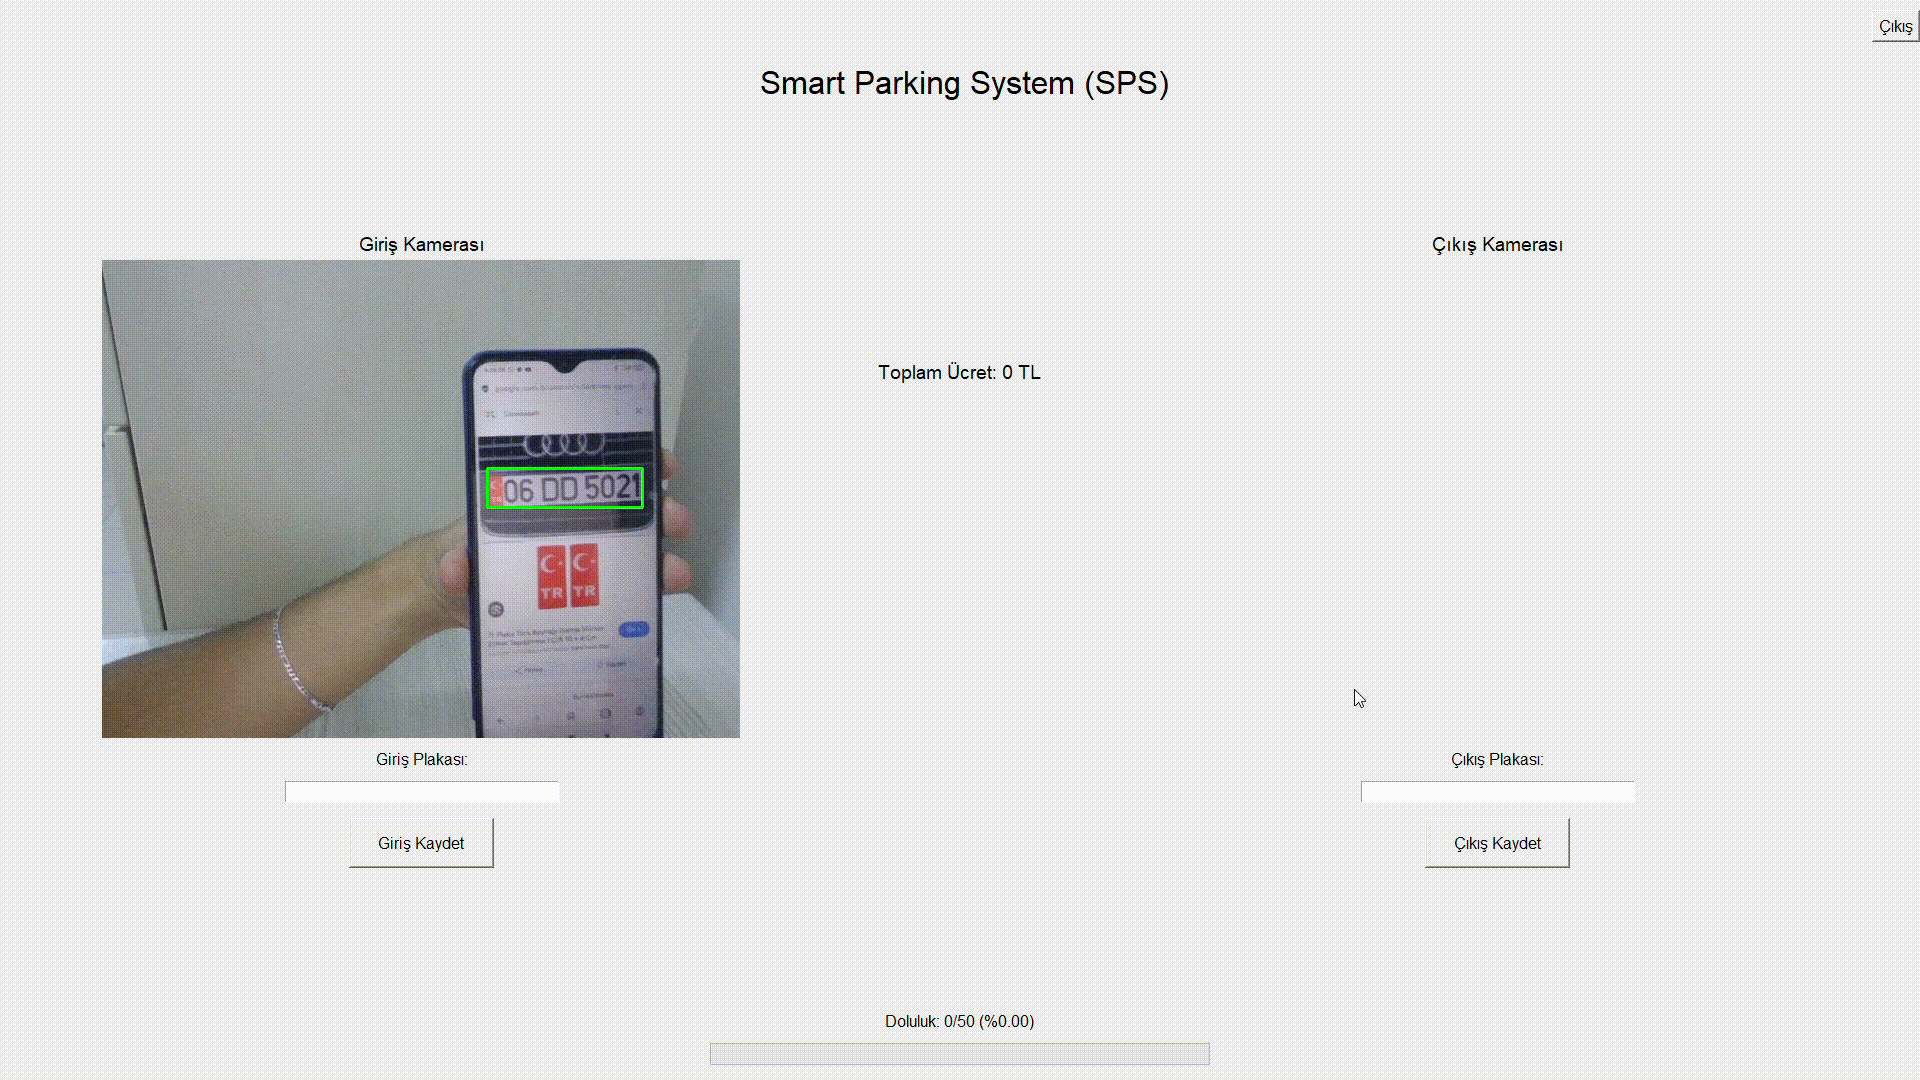 Çıkış
Smart Parking System (SPS)
Giriş Kamerası
Çıkış Kamerası
Toplam Ücret: 0 TL
TR
06 DD 5021
TR TR
Giriş Plakası:
Çıkış Plakası:
Giriş Kaydet
Çıkış Kaydet
Doluluk: 0/50 (%0.00)